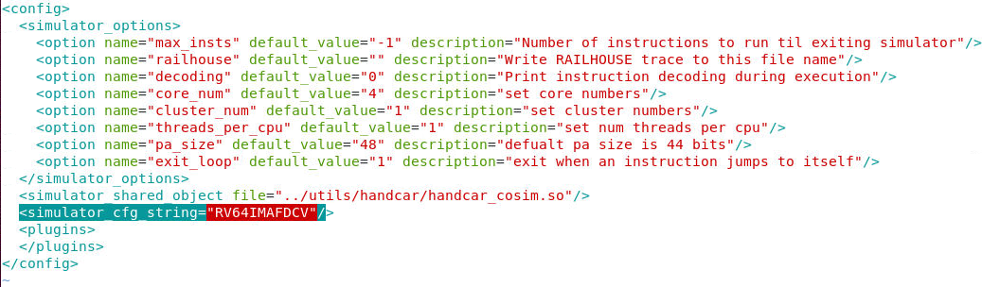 <config>
<simulator_options>
<option name="max_insts" default_value="-1" description="Number of instructions to run til exiting simulator"/>
<option name="railhouse" default_value="" description="Write RAILHOUSE trace to this file name"/>
<option name="decoding" default_value="0" description="Print instruction decoding during execution"/>
<option name="core_num" default_value="4" description="set core numbers"/>
<option name="cluster_num" default_value="1" description="set cluster numbers"/>
<option name="threads_per_cpu" default_value="1" description="set num threads per cpu"/>
<option name="pa_size" default_value="48" description="defualt pa size is 44 bits"/>
<option name="exit_loop" default_value="1" description="exit when an instruction jumps to itself"/>
</simulator_options>
<simulator_shared_object file="../utils/handcar/handcar_cosim.so"/>
<simulator_cfg_string="RV64IMAFDCV"/>
<plugins>
</plugins>
</config>
~